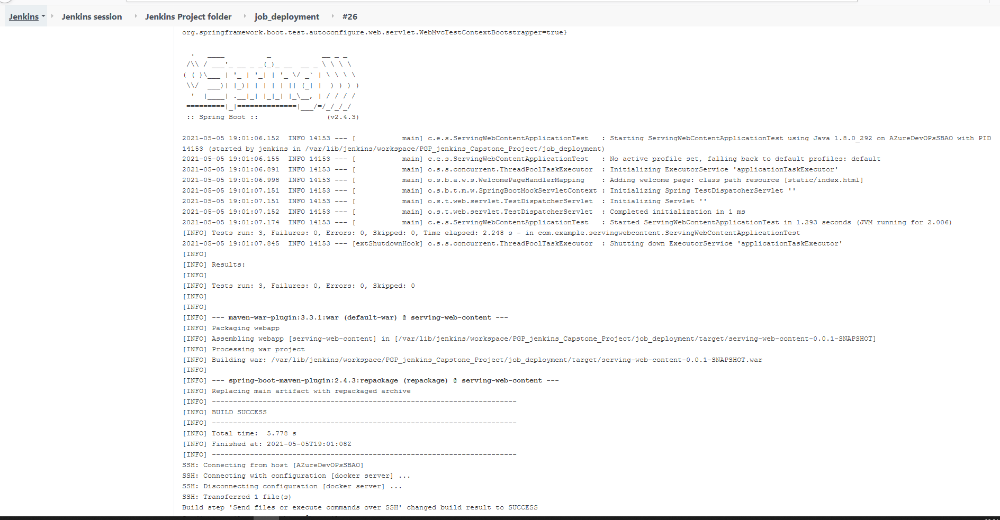 Jenkins Jenkins session Jenkins Project folder job_deployment #26
org.springframework.boot.test.autoconfigure.web.servlet.WebMvcTestContextBootstrapper=true}
  .   ____          _            __ _ _
 /\\ / ___'_ __ _ _(_)_ __  __ _ \ \ \ \
( ( )\___ | '_ | '_| | '_ \/ _` | \ \ \ \
 \\/  ___)| |_)| | | | | || (_| |  ) ) ) )
  '  |____| .__|_| |_|_| |_\__, | / / / /
 =========|_|==============|___/=/_/_/_/
 :: Spring Boot ::                (v2.4.3)
2021-05-05 19:01:06.152  INFO 14153 --- [           main] c.e.s.ServingWebContentApplicationTest   : Starting ServingWebContentApplicationTest using Java 1.8.0_292 on AZureDevOPsSBAO with PID
14153 (started by jenkins in /var/lib/jenkins/workspace/PGP_jenkins_Capstone_Project/job_deployment)
2021-05-05 19:01:06.155  INFO 14153 --- [           main] c.e.s.ServingWebContentApplicationTest   : No active profile set, falling back to default profiles: default
2021-05-05 19:01:06.891  INFO 14153 --- [           main] o.s.s.concurrent.ThreadPoolTaskExecutor  : Initializing ExecutorService 'applicationTaskExecutor'
2021-05-05 19:01:06.998  INFO 14153 --- [           main] o.s.b.a.w.s.WelcomePageHandlerMapping    : Adding welcome page: class path resource [static/index.html]
2021-05-05 19:01:07.151  INFO 14153 --- [           main] o.s.b.t.m.w.SpringBootMockServletContext : Initializing Spring TestDispatcherServlet ''
2021-05-05 19:01:07.151  INFO 14153 --- [           main] o.s.t.web.servlet.TestDispatcherServlet  : Initializing Servlet ''
2021-05-05 19:01:07.152  INFO 14153 --- [           main] o.s.t.web.servlet.TestDispatcherServlet  : Completed initialization in 1 ms
2021-05-05 19:01:07.174  INFO 14153 --- [           main] c.e.s.ServingWebContentApplicationTest   : Started ServingWebContentApplicationTest in 1.293 seconds (JVM running for 2.006)
[INFO] Tests run: 3, Failures: 0, Errors: 0, Skipped: 0, Time elapsed: 2.248 s - in com.example.servingwebcontent.ServingWebContentApplicationTest
2021-05-05 19:01:07.845  INFO 14153 --- [extShutdownHook] o.s.s.concurrent.ThreadPoolTaskExecutor  : Shutting down ExecutorService 'applicationTaskExecutor'
[INFO]
[INFO] Results:
[INFO]
[INFO] Tests run: 3, Failures: 0, Errors: 0, Skipped: 0
[INFO]
[INFO]
[INFO] --- maven-war-plugin:3.3.1:war (default-war) @ serving-web-content ---
[INFO] Packaging webapp
[INFO] Assembling webapp [serving-web-content] in [/var/lib/jenkins/workspace/PGP_jenkins_Capstone_Project/job_deployment/target/serving-web-content-0.0.1-SNAPSHOT]
[INFO] Processing war project
[INFO] Building war: /var/lib/jenkins/workspace/PGP_jenkins_Capstone_Project/job_deployment/target/serving-web-content-0.0.1-SNAPSHOT.war
[INFO]
[INFO] --- spring-boot-maven-plugin:2.4.3:repackage (repackage) @ serving-web-content ---
[INFO] Replacing main artifact with repackaged archive
[INFO] ------------------------------------------------------------------------
[INFO] BUILD SUCCESS
[INFO] ------------------------------------------------------------------------
[INFO] Total time:  5.778 s
[INFO] Finished at: 2021-05-05T19:01:08Z
[INFO] ------------------------------------------------------------------------
SSH: Connecting from host [AZureDevOPsSBAO]
SSH: Connecting with configuration [docker server] ...
SSH: Disconnecting configuration [docker server] ...
SSH: Transferred 1 file(s)
Build step 'Send files or execute commands over SSH' changed build result to SUCCESS